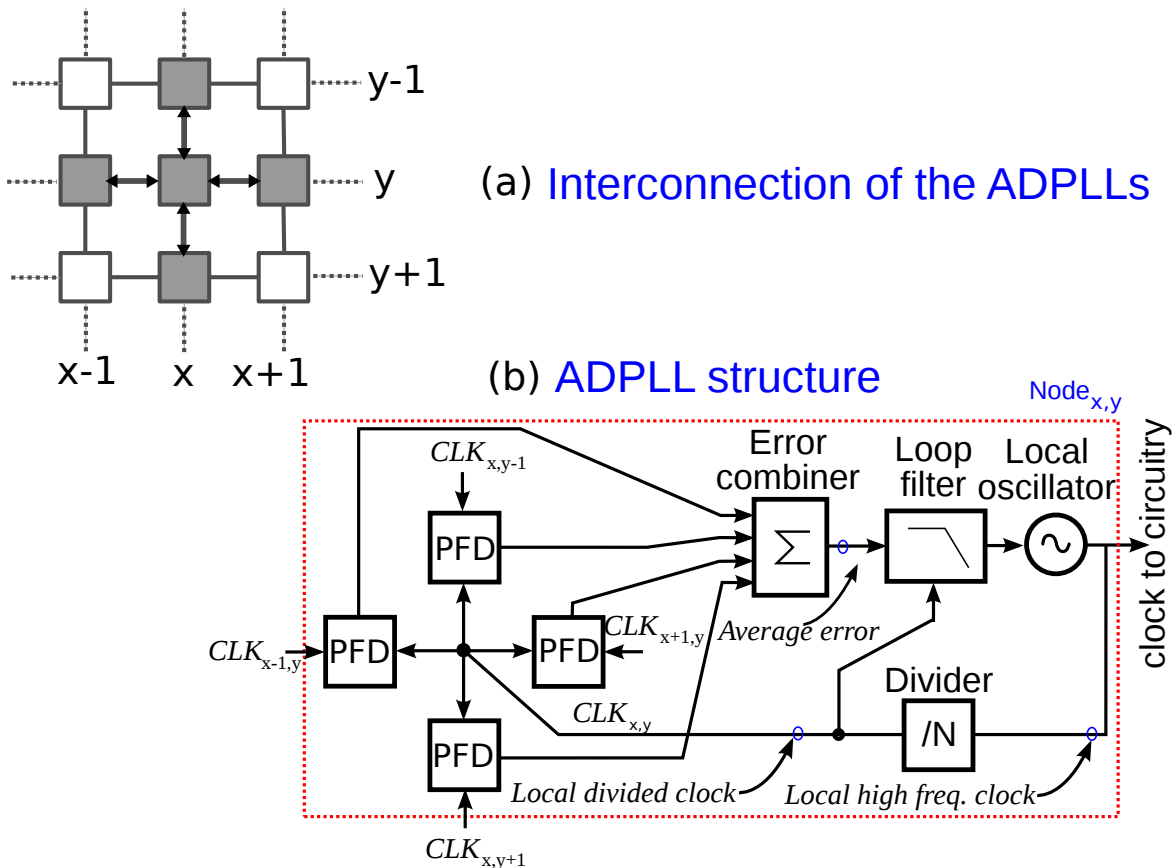 y-1
y
y+1
x-1 x x+1
(a) Interconnection of the ADPLLs
(b) ADPLL structure
Node x,y
CLK x,y-1
Error
combiner
Loop
filter
Local
oscillator
PFD
Σ
~
clock to circuitry
CLK x-1,y
PFD
PFD
CLK x+1,y
Average error
CLK x,y
Divider
PFD
/N
Local divided clock
Local high freq. clock
CLK x,y+1